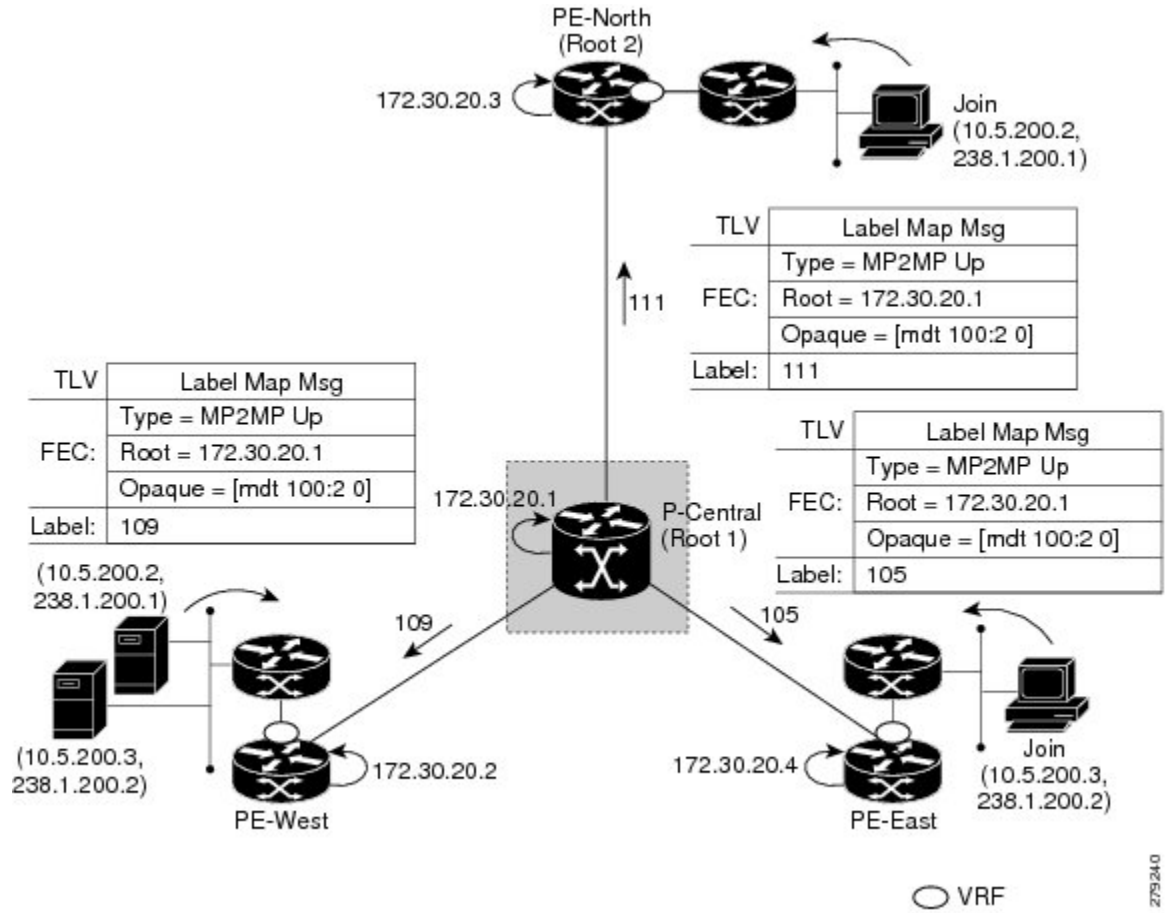 PE-North
(Root 2)
172.30.20.3
Join
(10.5.200.2,
238.1.200.1)
TLV
Label Map Msg
FEC:
Type = MP2MP Up
Root = 172.30.20.1
Opaque = [mdt 100:2 0]
Label:
111
111
TLV
Label Map Msg
FEC:
Type = MP2MP Up
Root = 172.30.20.1
Opaque = [mdt 100:2 0]
Label:
109
TLV
Label Map Msg
FEC:
Type = MP2MP Up
Root = 172.30.20.1
Opaque = [mdt 100:2 0]
Label:
105
172.30.20.1
P-Central
(Root 1)
(10.5.200.2,
238.1.200.1)
109
105
(10.5.200.3,
238.1.200.2)
172.30.20.2
PE-West
172.30.20.4
PE-East
Join
(10.5.200.3,
238.1.200.2)
VRF
279240